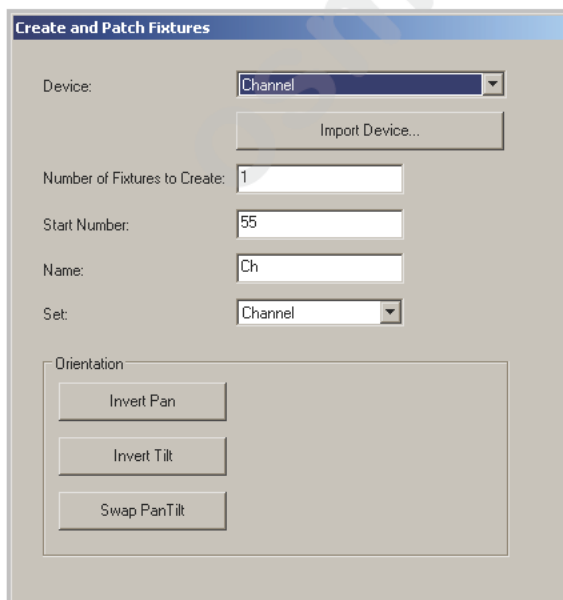 Create and Patch Fixtures
Device: Channel
Import Device...
Number of Fixtures to Create: 1
Start Number: 55
Name: Ch
Set: Channel
Orientation
Invert Pan
Invert Tilt
Swap PanTilt